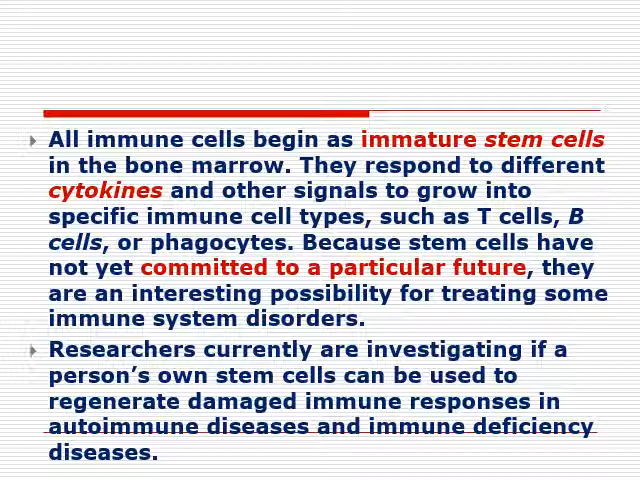 All immune cells begin as immature stem cells
in the bone marrow. They respond to different
cytokines and other signals to grow into
specific immune cell types, such as T cells, B
cells, or phagocytes. Because stem cells have
not yet committed to a particular future, they
are an interesting possibility for treating some
immune system disorders.
Researchers currently are investigating if a
person’s own stem cells can be used to
regenerate damaged immune responses in
autoimmune diseases and immune deficiency
diseases.